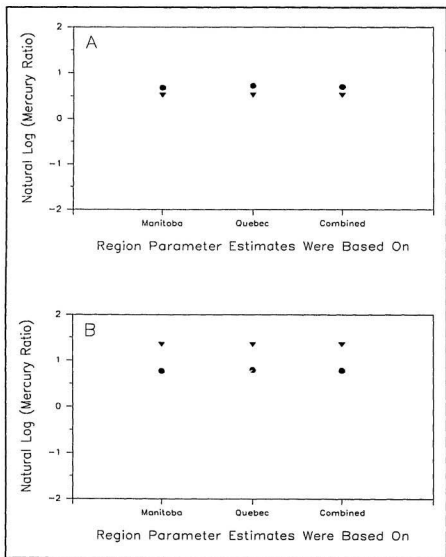 A
2
1
0
-1
-2
Natural Log (Mercury Ratio)
Manitoba Quebec Combined
Region Parameter Estimates Were Based On
B
2
1
0
-1
-2
Natural Log (Mercury Ratio)
Manitoba Quebec Combined
Region Parameter Estimates Were Based On